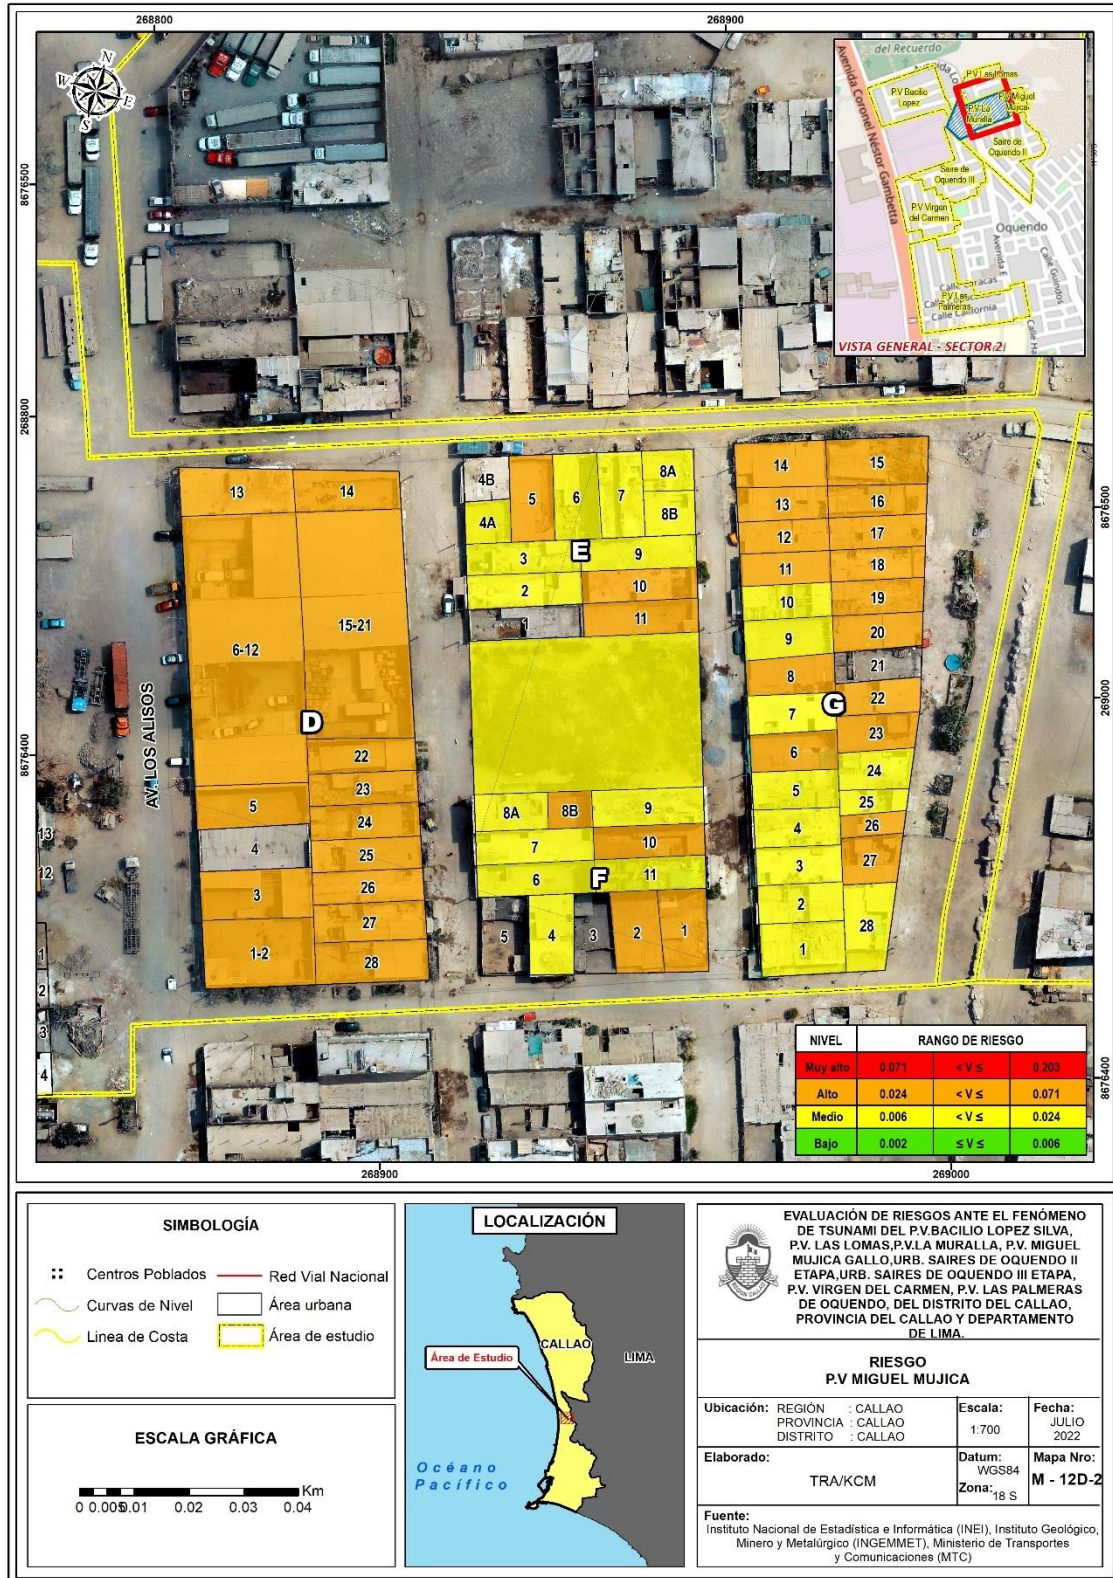 268800
268900
8676500
268800
8676400
8676500
269000
8676400
268900
269000
N
W
E
S
del Recuerdo
Avenida Coronel Néstor Gambetta
P.V Las Lomas
P.V Bacilio
Lopez
P.V La
Muralla
P.V Miguel
Mujica
Saire de
Oquendo II
Saire de
Oquendo III
P.V Virgen
del Carmen
Oquendo
Avenida E
Calle Guindos
P.V Las
Palmeras
Calle California
VISTA GENERAL - SECTOR 2
AV. LOS ALISOS
13
14
6-12
15-21
D
22
23
24
25
26
27
28
5
4
3
1-2
4B
5
6
7
8A
8B
4A
3
E
9
2
10
1
11
8A
8B
9
7
10
6
F
11
5
4
3
2
1
14
15
13
16
12
17
11
18
10
19
9
20
8
21
7
G
22
6
23
5
24
25
4
26
3
27
2
28
1
13
12
1
2
3
4
NIVEL RANGO DE RIESGO
Muy alto 0.071 < V ≤ 0.203
Alto 0.024 < V ≤ 0.071
Medio 0.006 < V ≤ 0.024
Bajo 0.002 ≤ V ≤ 0.006
SIMBOLOGÍA
Centros Poblados
Red Vial Nacional
Curvas de Nivel
Área urbana
Linea de Costa
Área de estudio
ESCALA GRÁFICA
0 0.005 0.01 0.02 0.03 0.04 Km
LOCALIZACIÓN
CALLAO
LIMA
Área de Estudio
Océano
Pacífico
REGION CALLAO
EVALUACIÓN DE RIESGOS ANTE EL FENÓMENO
DE TSUNAMI DEL P.V.BACILIO LOPEZ SILVA,
P.V. LAS LOMAS,P.V.LA MURALLA, P.V. MIGUEL
MUJICA GALLO,URB. SAIRES DE OQUENDO II
ETAPA,URB. SAIRES DE OQUENDO III ETAPA,
P.V. VIRGEN DEL CARMEN, P.V. LAS PALMERAS
DE OQUENDO, DEL DISTRITO DEL CALLAO,
PROVINCIA DEL CALLAO Y DEPARTAMENTO
DE LIMA.
RIESGO
P.V MIGUEL MUJICA
Ubicación: REGIÓN : CALLAO
PROVINCIA : CALLAO
DISTRITO : CALLAO
Escala:
1:700
Fecha:
JULIO
2022
Elaborado:
TRA/KCM
Datum:
WGS84
Zona: 18 S
Mapa Nro:
M - 12D-2
Fuente:
Instituto Nacional de Estadística e Informática (INEI), Instituto Geológico,
Minero y Metalúrgico (INGEMMET), Ministerio de Transportes
y Comunicaciones (MTC)